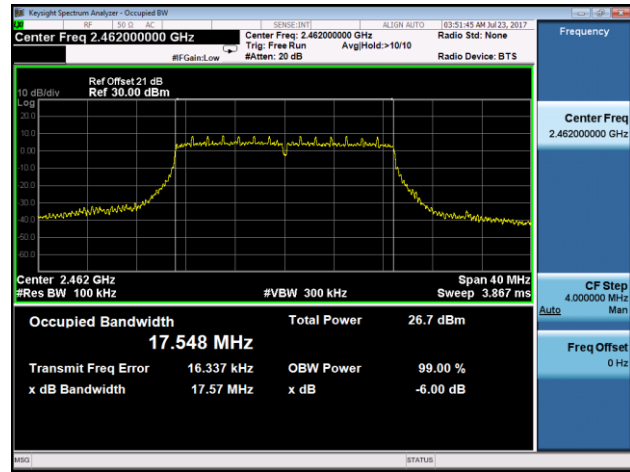 Keysight Spectrum Analyzer - Occupied BW
RF 50 Ω AC SENSE:INT ALIGN AUTO 03:51:45 AM Jul 23, 2017
Center Freq 2.462000000 GHz Center Freq: 2.462000000 GHz Radio Std: None Frequency
Trig: Free Run Avg|Hold:>10/10
#IFGain:Low #Atten: 20 dB Radio Device: BTS
Ref Offset 21 dB
10 dB/div Ref 30.00 dBm
Log
20.0
10.0
0.00
Center Freq
2.462000000 GHz
-10.0
-20.0
-30.0
-40.0
-50.0
-60.0
Center 2.462 GHz Span 40 MHz
#Res BW 100 kHz #VBW 300 kHz Sweep 3.867 ms
CF Step
4.000000 MHz
Auto Man
Occupied Bandwidth Total Power 26.7 dBm
17.548 MHz
Freq Offset
0 Hz
Transmit Freq Error 16.337 kHz OBW Power 99.00 %
x dB Bandwidth 17.57 MHz x dB -6.00 dB
MSG STATUS